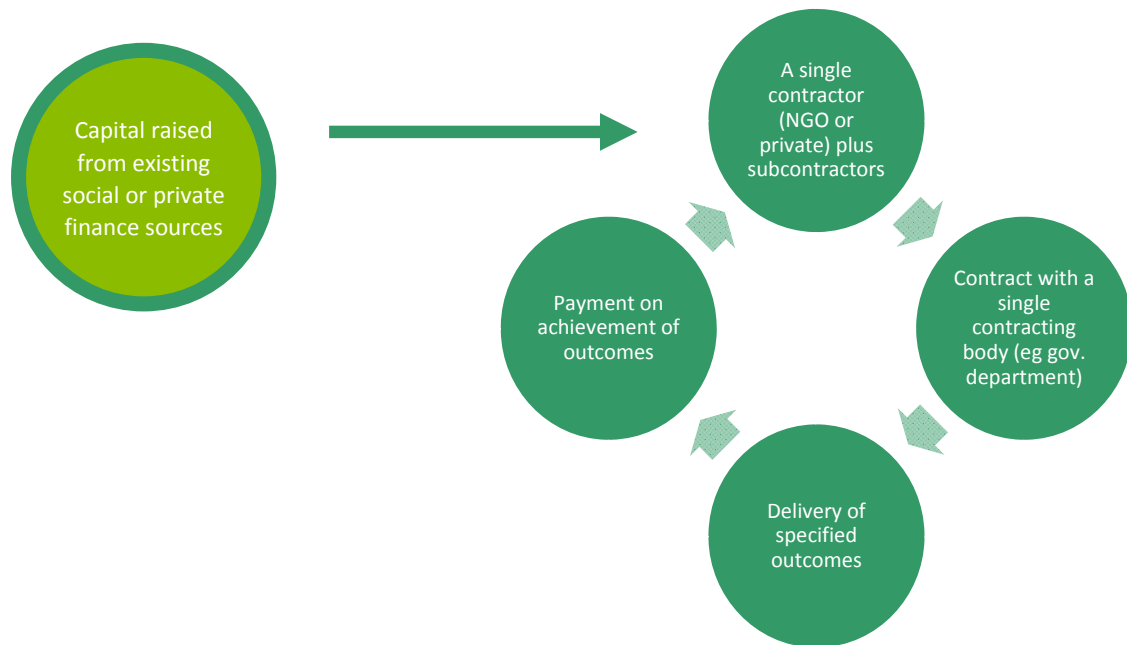 Capital raised
from existing
social or private
finance sources
A single
contractor
(NGO or
private) plus
subcontractors
Contract with a
single
contracting
body (eg gov.
department)
Delivery of
specified
outcomes
Payment on
achievement of
outcomes